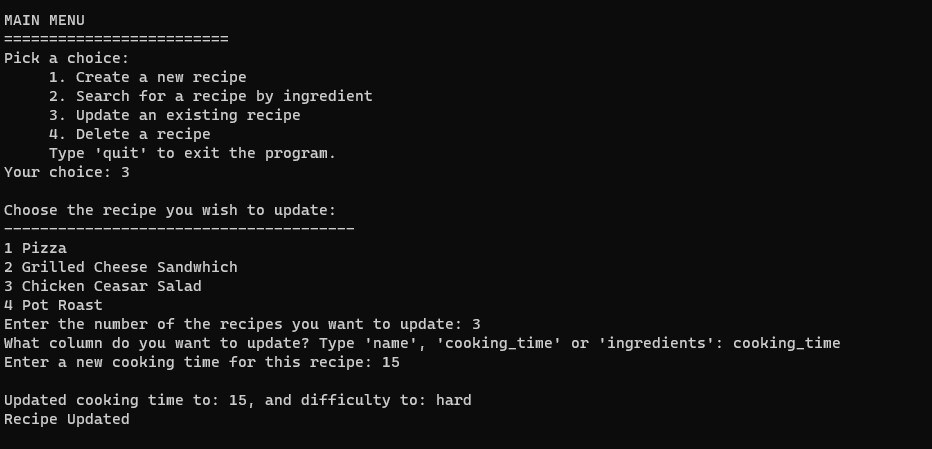 MAIN MENU
=========================
Pick a choice:
1. Create a new recipe
2. Search for a recipe by ingredient
3. Update an existing recipe
4. Delete a recipe
Type 'quit' to exit the program.
Your choice: 3
Choose the recipe you wish to update:
---------------------------------------
1 Pizza
2 Grilled Cheese Sandwhich
3 Chicken Ceasar Salad
4 Pot Roast
Enter the number of the recipes you want to update: 3
What column do you want to update? Type 'name', 'cooking_time' or 'ingredients': cooking_time
Enter a new cooking time for this recipe: 15
Updated cooking time to: 15, and difficulty to: hard
Recipe Updated